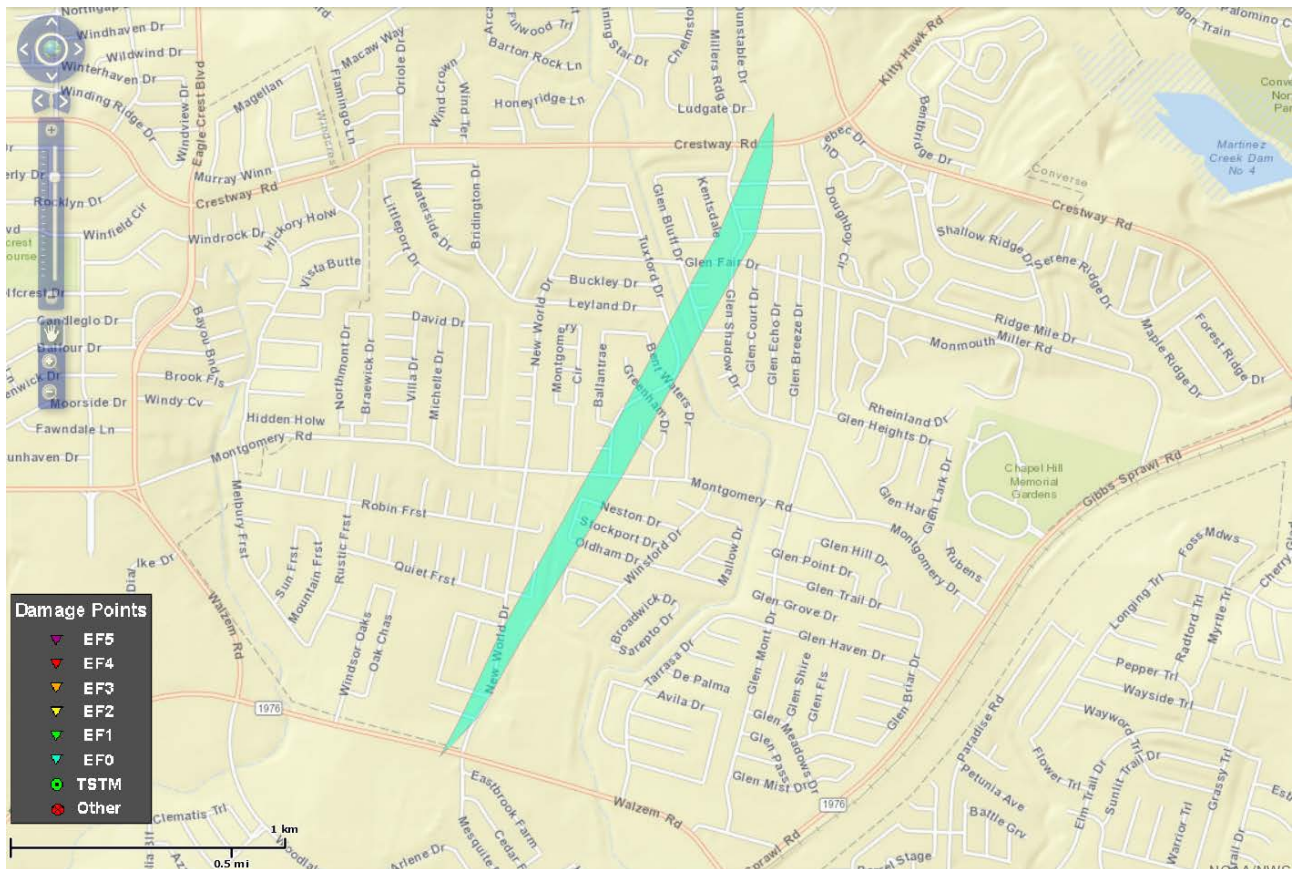 Windhaven Dr
Wildwind Dr
Winterhaven Dr
Winding Ridge Dr
Windview Dr
Eagle Crest Blvd
Magellan
Macaw Way
Flamingo Ln
Oriole Dr
Wind Crown
Wind Ter
Fulwood Trl
Barton Rock Ln
Honeyridge Ln
Millers Rdg
Ludgate Dr
Kitty Hawk Rd
Bentbridge Dr
Palomino
Martinez
Creek Dam
No 4
Windcrest
Murray Winn
Crestway Rd
Crestway Rd
Converse
Crestway Rd
Rocklyn Dr
Winfield Cir
Windrock Dr
Hickory Holw
Vista Butte
Littleport Dr
Waterside Dr
Bridington Dr
Glen Bluff Dr
Kentsdale
Tuxford Dr
Glen Fair Dr
Doughboy Cir
Shallow Ridge Dr
Serene Ridge Dr
Buckley Dr
Leyland Dr
New World Dr
Candleglo Dr
Balfour Dr
Brook Fls
Bayou Bnd
Moorside Dr
Windy Cv
Fawndale Ln
Hidden Holw
Montgomery Rd
Northmont Dr
Braewick Dr
David Dr
Villa Dr
Michelle Dr
Montgomery
Cir
Ballantrae
Greenham Dr
Bent Waters Dr
Glen Shadow Dr
Glen Court Dr
Glen Echo Dr
Glen Breeze Dr
Ridge Mile Dr
Monmouth
Miller Rd
Maple Ridge Dr
Forest Ridge Dr
Rheinland Dr
Glen Heights Dr
Glen Hart
Glen Lark Dr
Chapel Hill
Memorial
Gardens
Gibbs Sprawl Rd
Melbury Frst
Robin Frst
Sun Frst
Mountain Frst
Rustic Frst
Quiet Frst
Montgomery Rd
Neston Dr
Stockport Dr
Oldham Dr
Winsford Dr
Mallow Dr
Montgomery Dr
Rubens
Glen Hill Dr
Glen Point Dr
Glen Trail Dr
Glen Grove Dr
Glen Haven Dr
Foss Mdws
Longing Trl
Radford Trl
Myrtle Trl
Ike Dr
Walzem Rd
Windsor Oaks
Oak Chas
New World Dr
Broadwick Dr
Sarepto Dr
Tarrasa Dr
De Palma
Avila Dr
Glen Mont Dr
Glen Shire
Glen Fls
Glen Briar Dr
Glen Meadows Dr
Glen Pass
Glen Mist Dr
Pepper Trl
Wayside Trl
Wayword Trl
Paradise Rd
Flower Trl
Petunia Ave
Elm Trail Dr
Sunlit Trail Dr
Grassy Trl
Battle Grv
Warrior Trl
1976
1976
Walzem Rd
Eastbrook Farm
Arlene Dr
Clematis Trl
Damage Points
EF5
EF4
EF3
EF2
EF1
EF0
TSTM
Other
1 km
0.5 mi